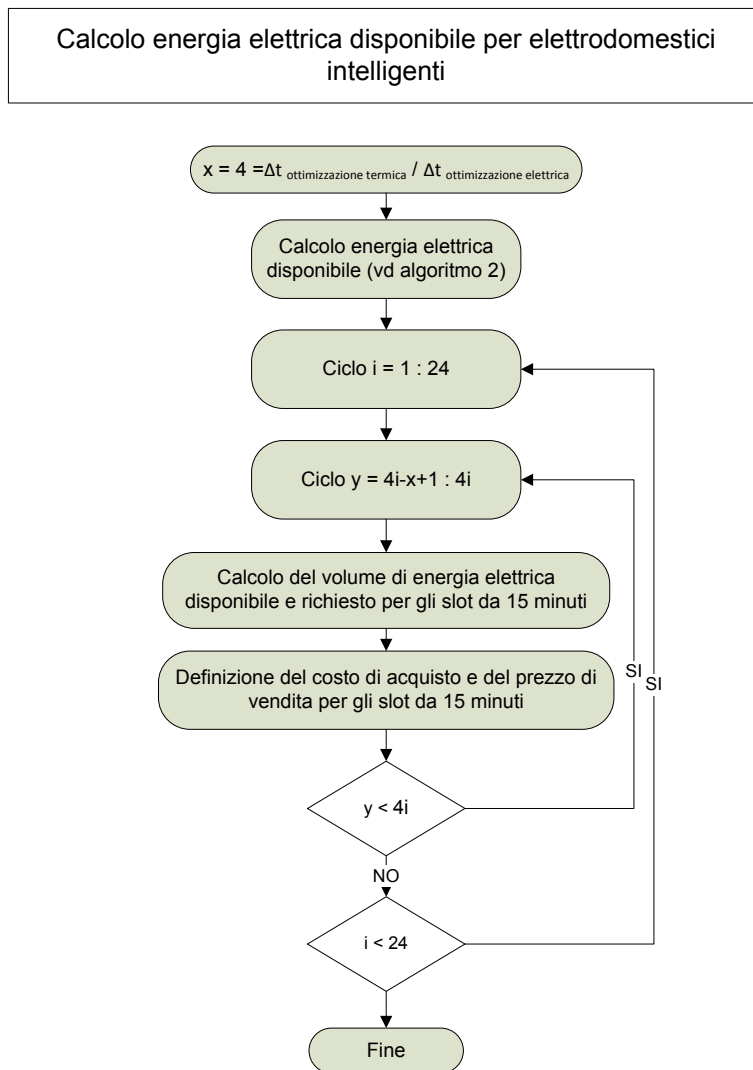 Calcolo energia elettrica disponibile per elettrodomestici
intelligenti
x = 4 =Δt ottimizzazione termica / Δt ottimizzazione elettrica
Calcolo energia elettrica
disponibile (vd algoritmo 2)
Ciclo i = 1 : 24
Ciclo y = 4i-x+1 : 4i
Calcolo del volume di energia elettrica
disponibile e richiesto per gli slot da 15 minuti
Definizione del costo di acquisto e del prezzo di
vendita per gli slot da 15 minuti
SI
SI
y < 4i
NO
i < 24
Fine